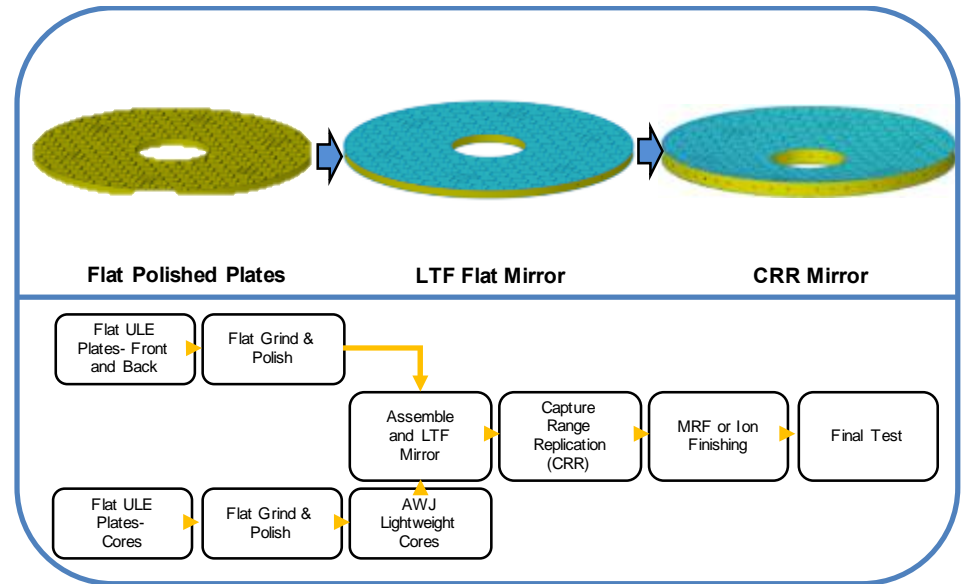 Flat Polished Plates
LTF Flat Mirror
CRR Mirror
Flat ULE
Plates- Front
and Back
Flat Grind &
Polish
Assemble
and LTF
Mirror
Capture
Range
Replication
(CRR)
MRF or Ion
Finishing
Final Test
Flat ULE
Plates-
Cores
Flat Grind &
Polish
AWJ
Lightweight
Cores